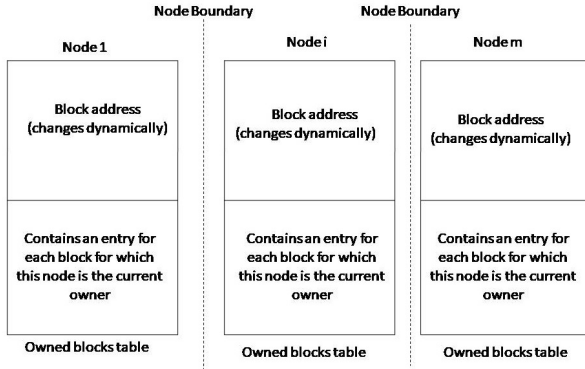 Node Boundary
Node Boundary
Node 1
Node i
Node m
Block address
(changes dynamically)
Block address
(changes dynamically)
Block address
(changes dynamically)
Contains an entry for
each block for which
this node is the current
owner
Contains an entry for
each block for which
this node is the current
owner
Contains an entry for
each block for which
this node is the current
owner
Owned blocks table
Owned blocks table
Owned blocks table